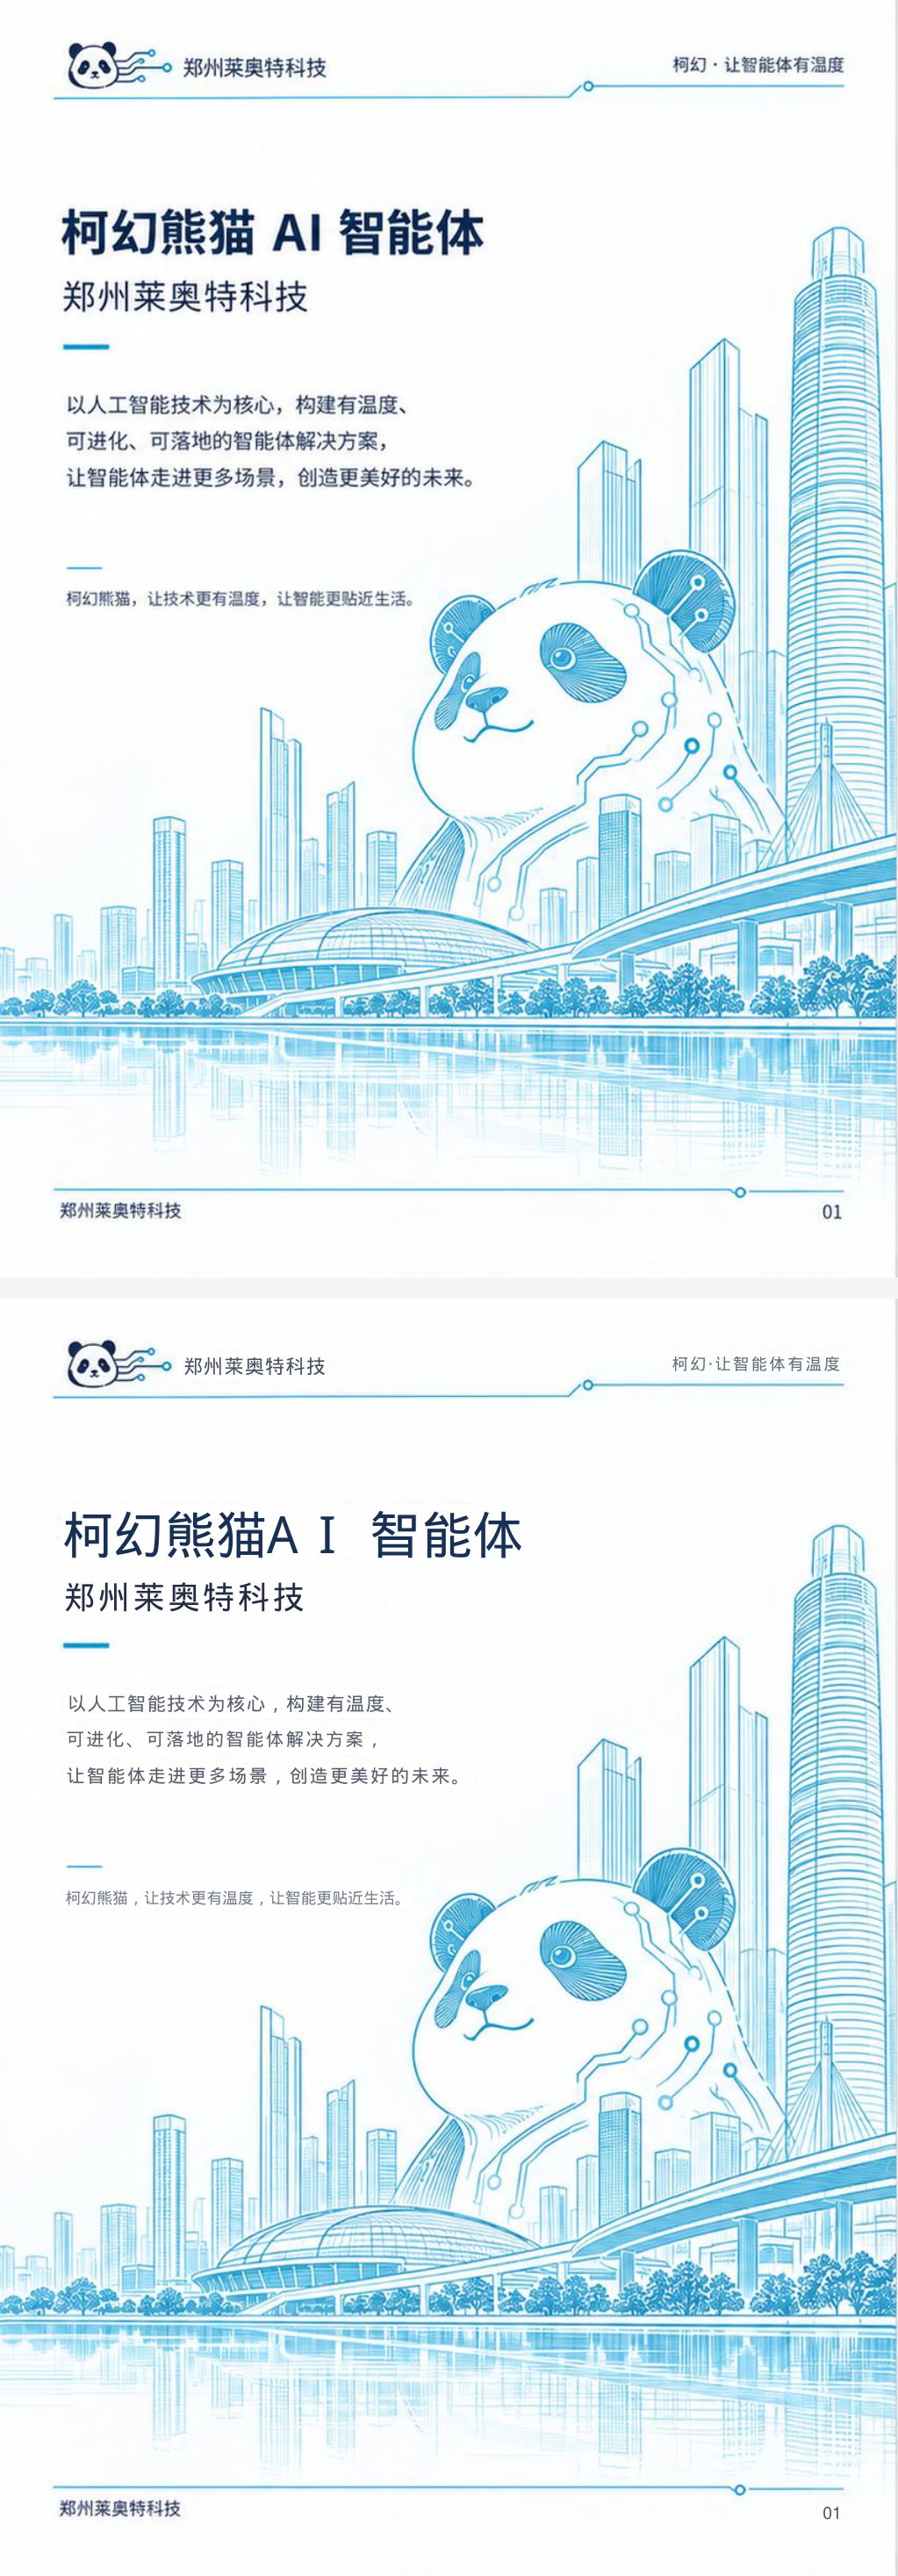 郑州莱奥特科技
柯幻·让智能体有温度
柯幻熊猫 AI 智能体
郑州莱奥特科技
以人工智能技术为核心，构建有温度、
可进化、可落地的智能体解决方案，
让智能体走进更多场景，创造更美好的未来。
柯幻熊猫，让技术更有温度，让智能更贴近生活。
郑州莱奥特科技
01
郑州莱奥特科技
柯幻·让智能体有温度
柯幻熊猫A I 智能体
郑州莱奥特科技
以人工智能技术为核心，构建有温度、
可进化、可落地的智能体解决方案，
让智能体走进更多场景，创造更美好的未来。
柯幻熊猫，让技术更有温度，让智能更贴近生活。
郑州莱奥特科技
01